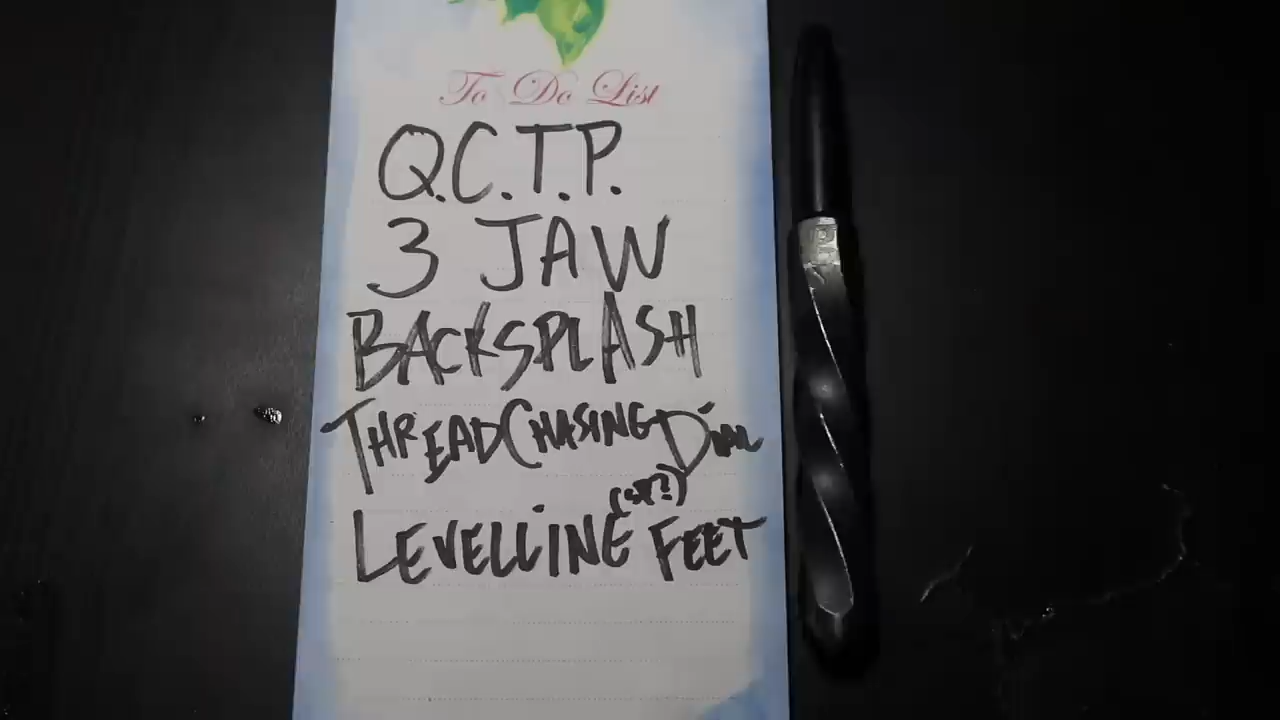 To Do List
Q.C.T.P.
3 JAW
BACKSPLASH
THREAD CHASING DiAL
(SP?)
LEVELLiNG FEET